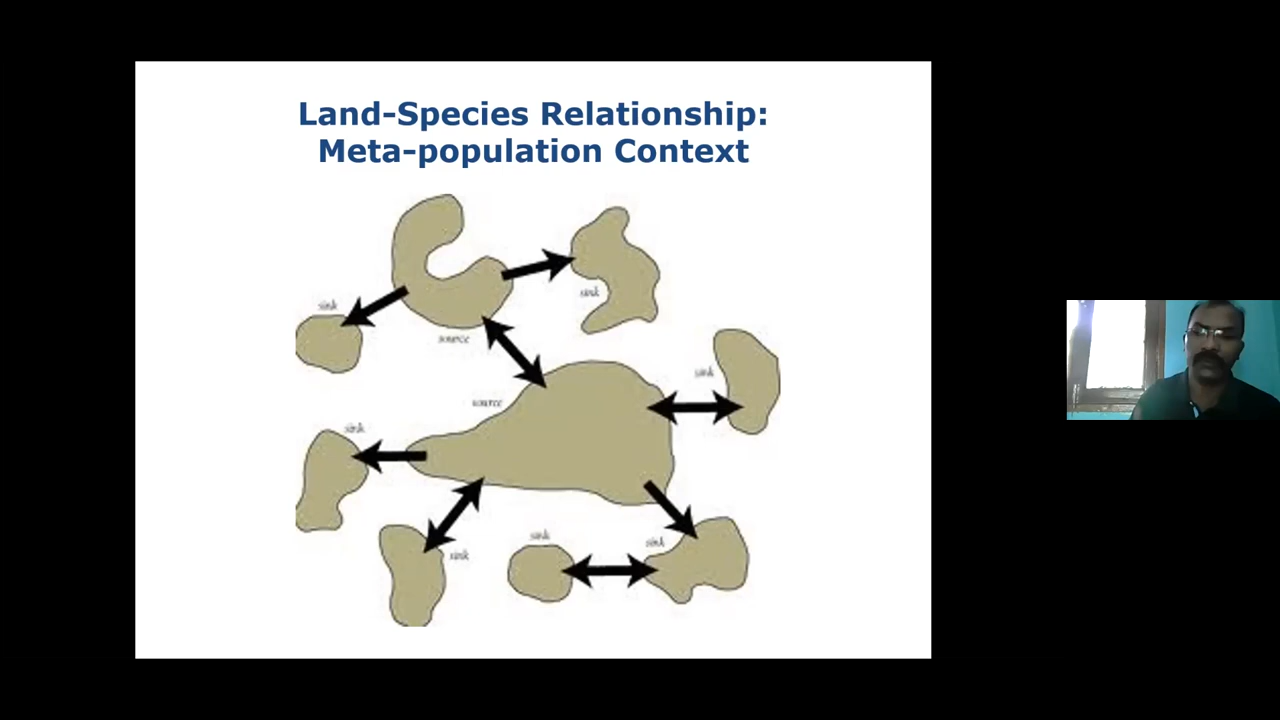 Land-Species Relationship:
Meta-population Context
sink
sink
source
sink
source
sink
sink
sink
sink